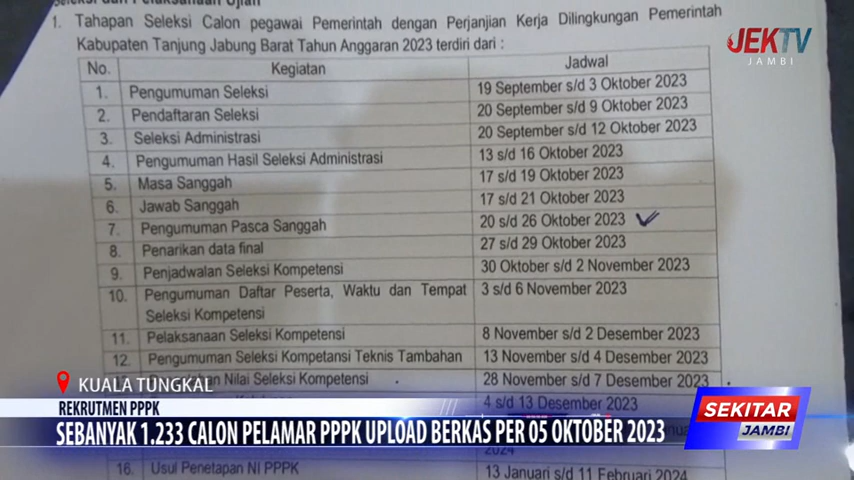 1. Tahapan Seleksi Calon pegawai Pemerintah dengan Perjanjian Kerja Dilingkungan Pemerintah
Kabupaten Tanjung Jabung Barat Tahun Anggaran 2023 terdiri dari :
JEKTV
JAMBI
No. Kegiatan Jadwal
1. Pengumuman Seleksi 19 September s/d 3 Oktober 2023
2. Pendaftaran Seleksi 20 September s/d 9 Oktober 2023
3. Seleksi Administrasi 20 September s/d 12 Oktober 2023
4. Pengumuman Hasil Seleksi Administrasi 13 s/d 16 Oktober 2023
5. Masa Sanggah 17 s/d 19 Oktober 2023
6. Jawab Sanggah 17 s/d 21 Oktober 2023
7. Pengumuman Pasca Sanggah 20 s/d 26 Oktober 2023
8. Penarikan data final 27 s/d 29 Oktober 2023
9. Penjadwalan Seleksi Kompetensi 30 Oktober s/d 2 November 2023
10. Pengumuman Daftar Peserta, Waktu dan Tempat 3 s/d 6 November 2023
Seleksi Kompetensi
11. Pelaksanaan Seleksi Kompetensi 8 November s/d 2 Desember 2023
12. Pengumuman Seleksi Kompetansi Teknis Tambahan 13 November s/d 4 Desember 2023
Nilai Seleksi Kompetensi 28 November s/d 7 Desember 2023
4 s/d 13 Desember 2023
KUALA TUNGKAL
REKRUTMEN PPPK
SEBANYAK 1.233 CALON PELAMAR PPPK UPLOAD BERKAS PER 05 OKTOBER 2023
SEKITAR
JAMBI
2024
16. Usul Penetapan NI PPPK 13 Januari s/d 11 Februari 2024